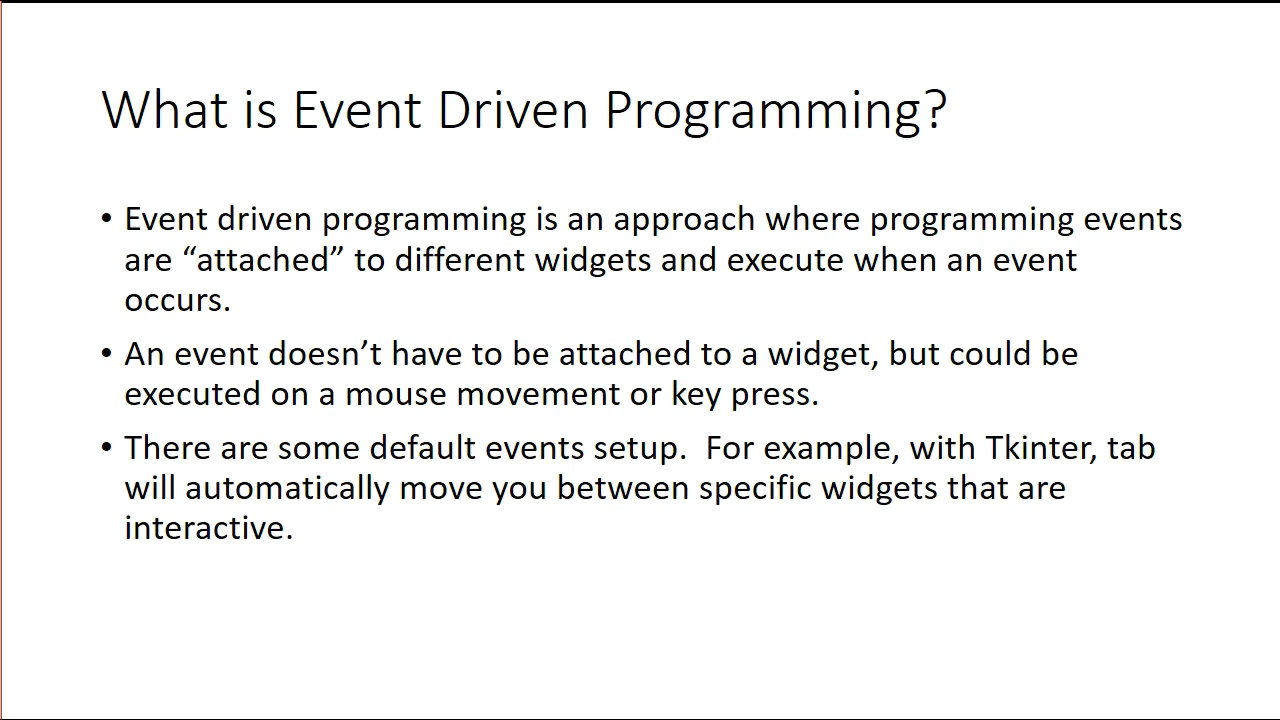 What is Event Driven Programming?
• Event driven programming is an approach where programming events
are “attached” to different widgets and execute when an event
occurs.
• An event doesn’t have to be attached to a widget, but could be
executed on a mouse movement or key press.
• There are some default events setup.  For example, with Tkinter, tab
will automatically move you between specific widgets that are
interactive.